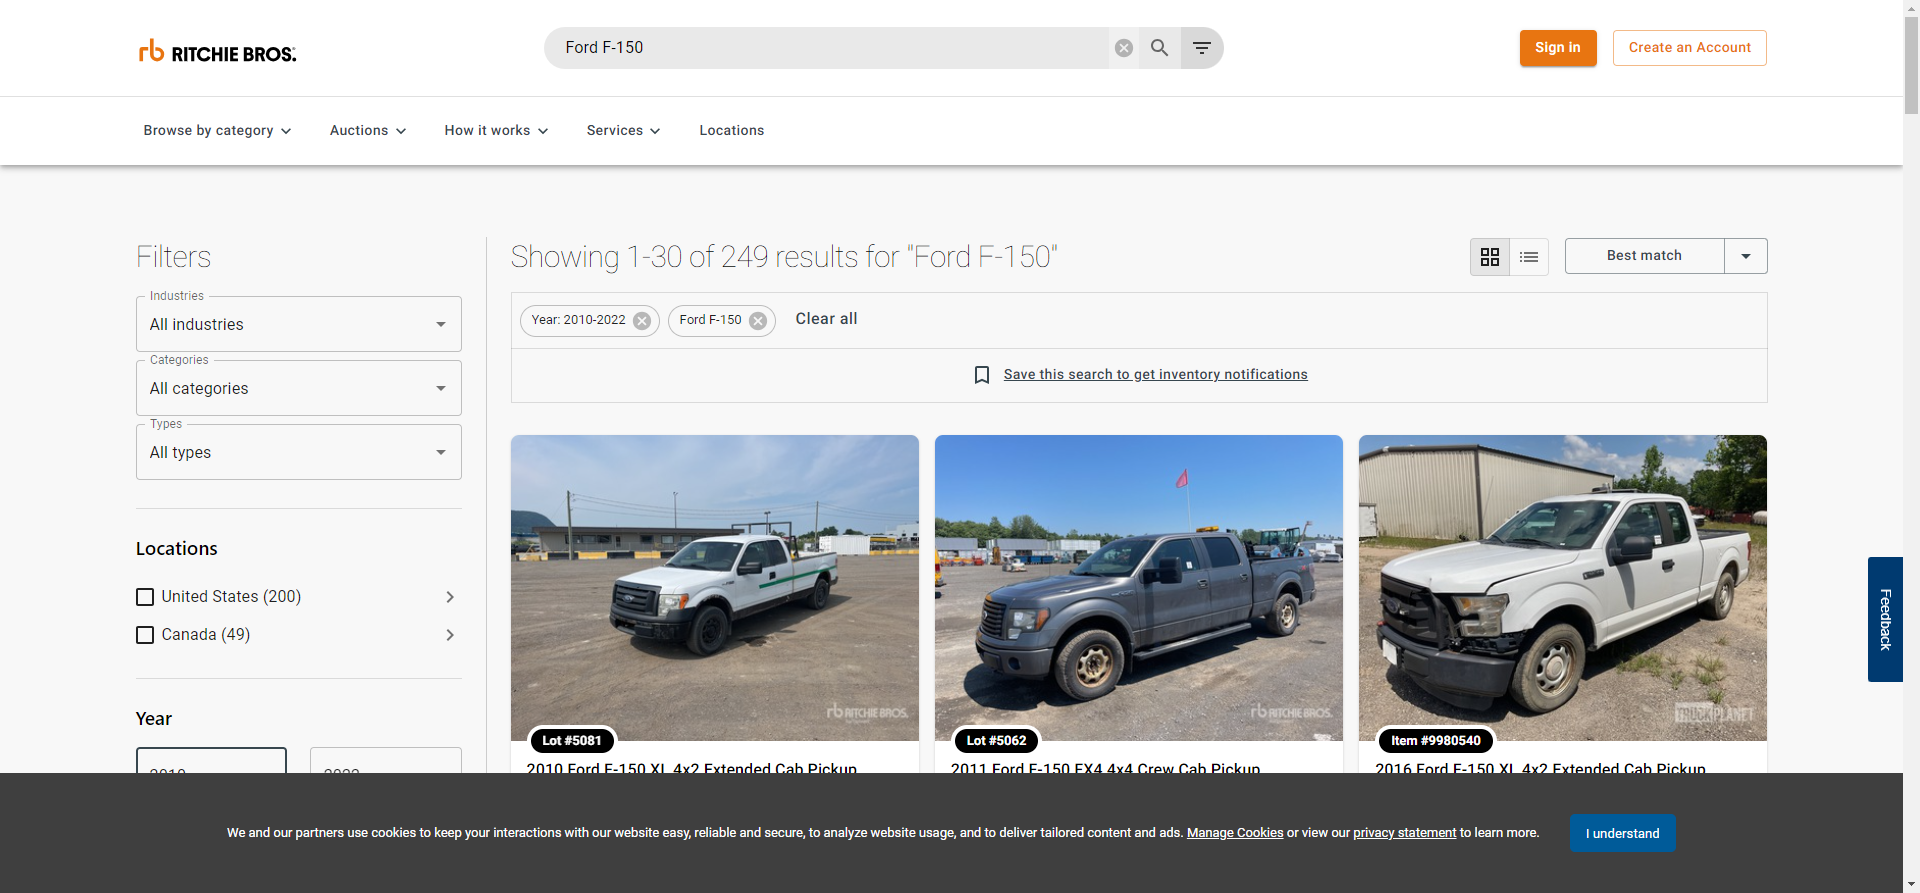 rb RITCHIE BROS.
Ford F-150
Sign in
Create an Account
Browse by category
Auctions
How it works
Services
Locations
Filters
Industries
All industries
Categories
All categories
Types
All types
Locations
United States (200)
Canada (49)
Year
2010
2022
Showing 1-30 of 249 results for "Ford F-150"
Best match
Year: 2010-2022
Ford F-150
Clear all
Save this search to get inventory notifications
rb RITCHIE BROS.
Lot #5081
2010 Ford F-150 XL 4x2 Extended Cab Pickup
rb RITCHIE BROS.
Lot #5062
2011 Ford F-150 FX4 4x4 Crew Cab Pickup
TRUCKPLANET
Item #9980540
2016 Ford F-150 XL 4x2 Extended Cab Pickup
Feedback
We and our partners use cookies to keep your interactions with our website easy, reliable and secure, to analyze website usage, and to deliver tailored content and ads. Manage Cookies or view our privacy statement to learn more.
I understand